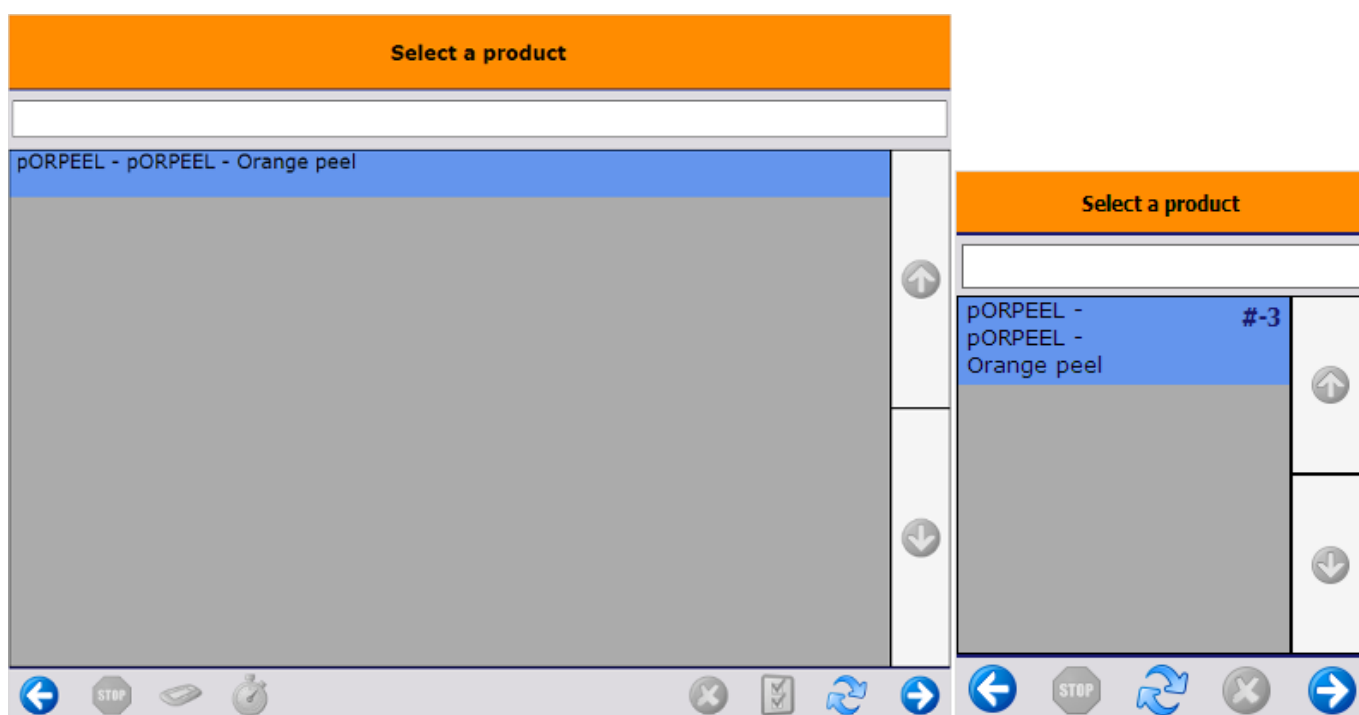 Select a product
pORPEEL - pORPEEL - Orange peel
STOP
Select a product
pORPEEL - #-3
pORPEEL -
Orange peel
STOP